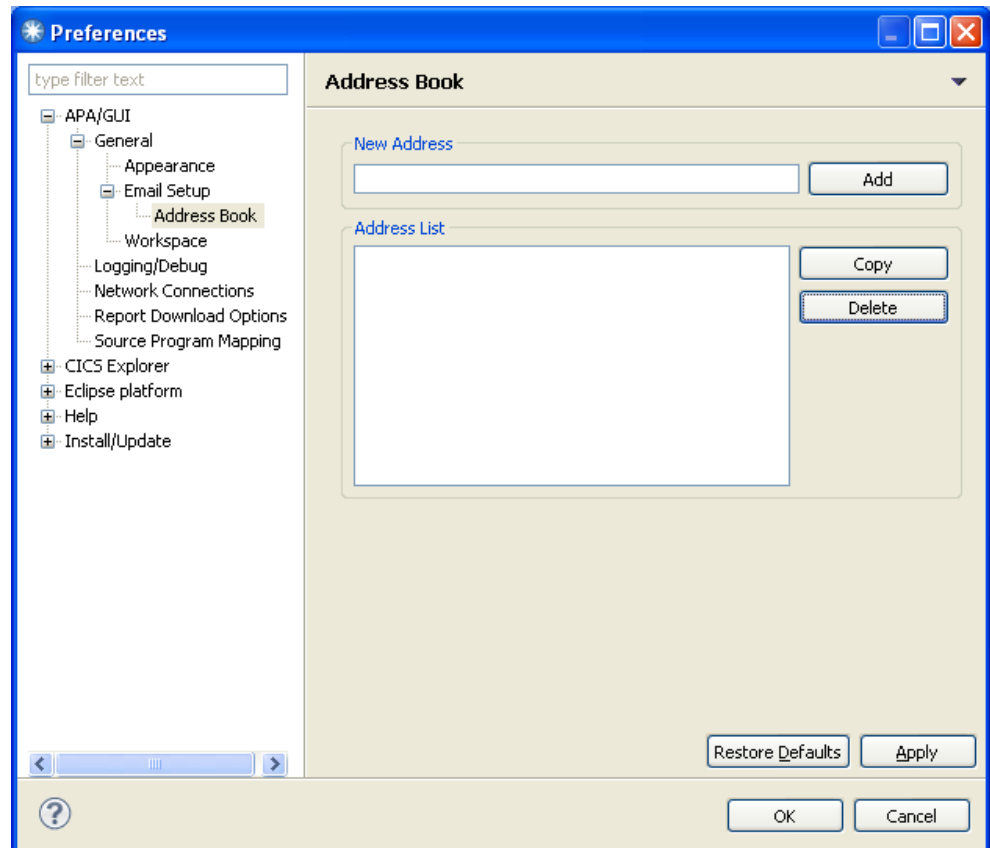 Preferences
type filter text
APA/GUI
General
Appearance
Email Setup
Address Book
Workspace
Logging/Debug
Network Connections
Report Download Options
Source Program Mapping
CICS Explorer
Eclipse platform
Help
Install/Update
Address Book
New Address
Add
Address List
Copy
Delete
Restore Defaults
Apply
?
OK
Cancel